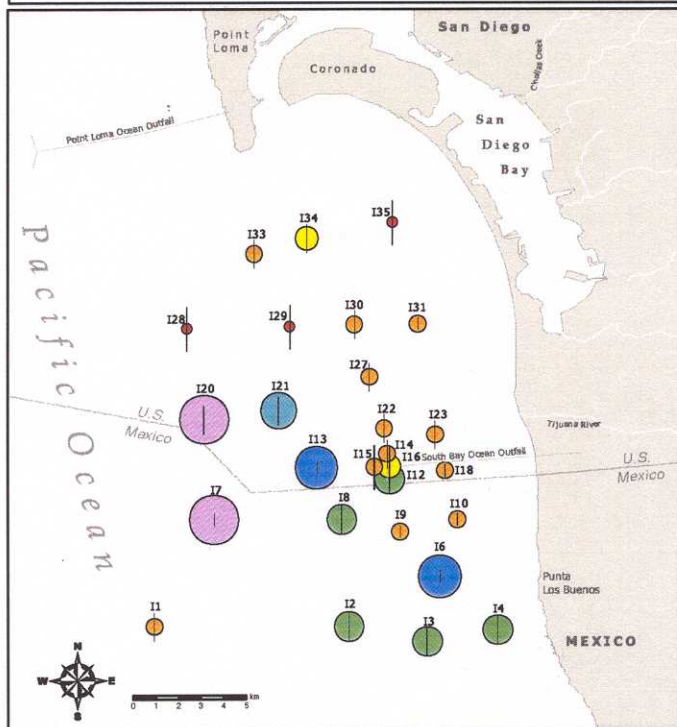 Point
Loma
San Diego
Coronado
Chollas Creek
San
Diego
Bay
Point Loma Ocean Outfall
Pacific Ocean
I35
I34
I33
I28
I29
I30
I31
I27
I20
I21
I22
I23
Tijuana River
U.S.
Mexico
I13
I14
I15
I16
South Bay Ocean Outfall
I12
I18
U.S.
Mexico
I7
I8
I9
I10
I6
Punta
Los Buenos
I1
I2
I3
I4
MEXICO
N
W E
S
0 1 2 3 4 5 km